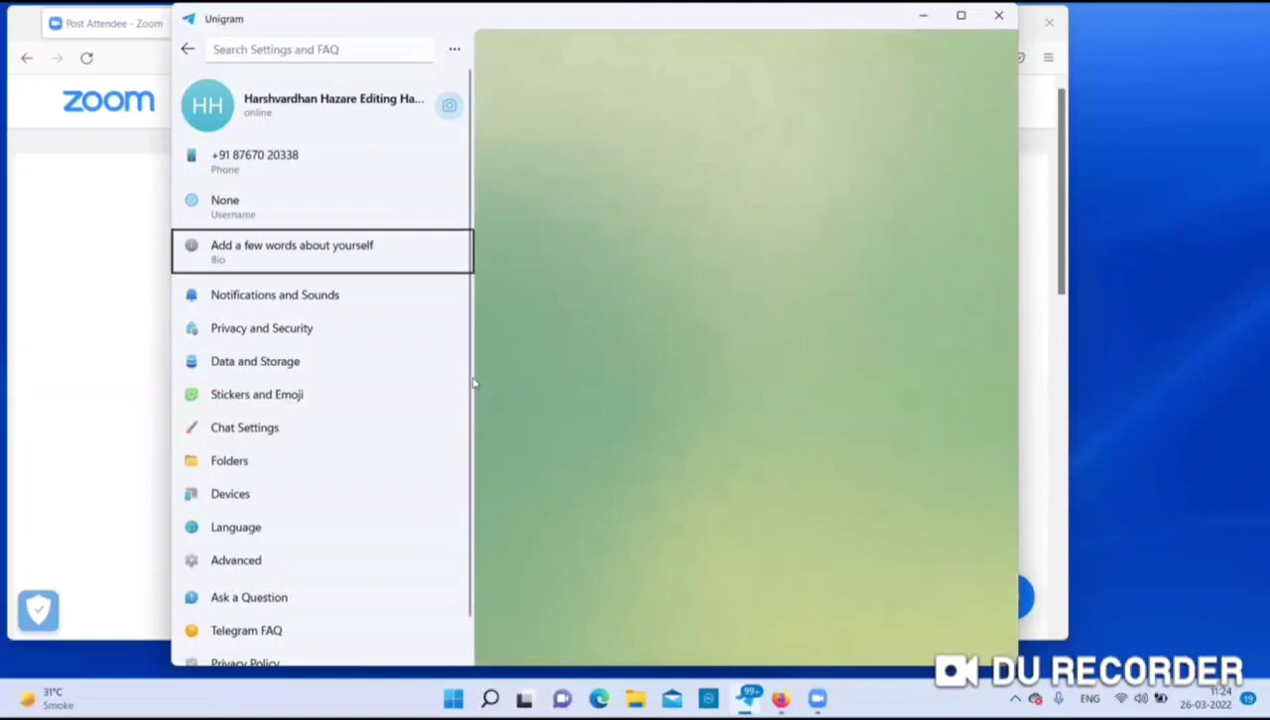 Post Attendee - Zoom
Unigram
Search Settings and FAQ
zoom
HH
Harshvardhan Hazare Editing Ha...
online
+91 87670 20338
Phone
None
Username
Add a few words about yourself
Bio
Notifications and Sounds
Privacy and Security
Data and Storage
Stickers and Emoji
Chat Settings
Folders
Devices
Language
Advanced
Ask a Question
Telegram FAQ
Privacy Policy
DU RECORDER
31°C
Smoke
99+
ENG
11:24
26-03-2022
19